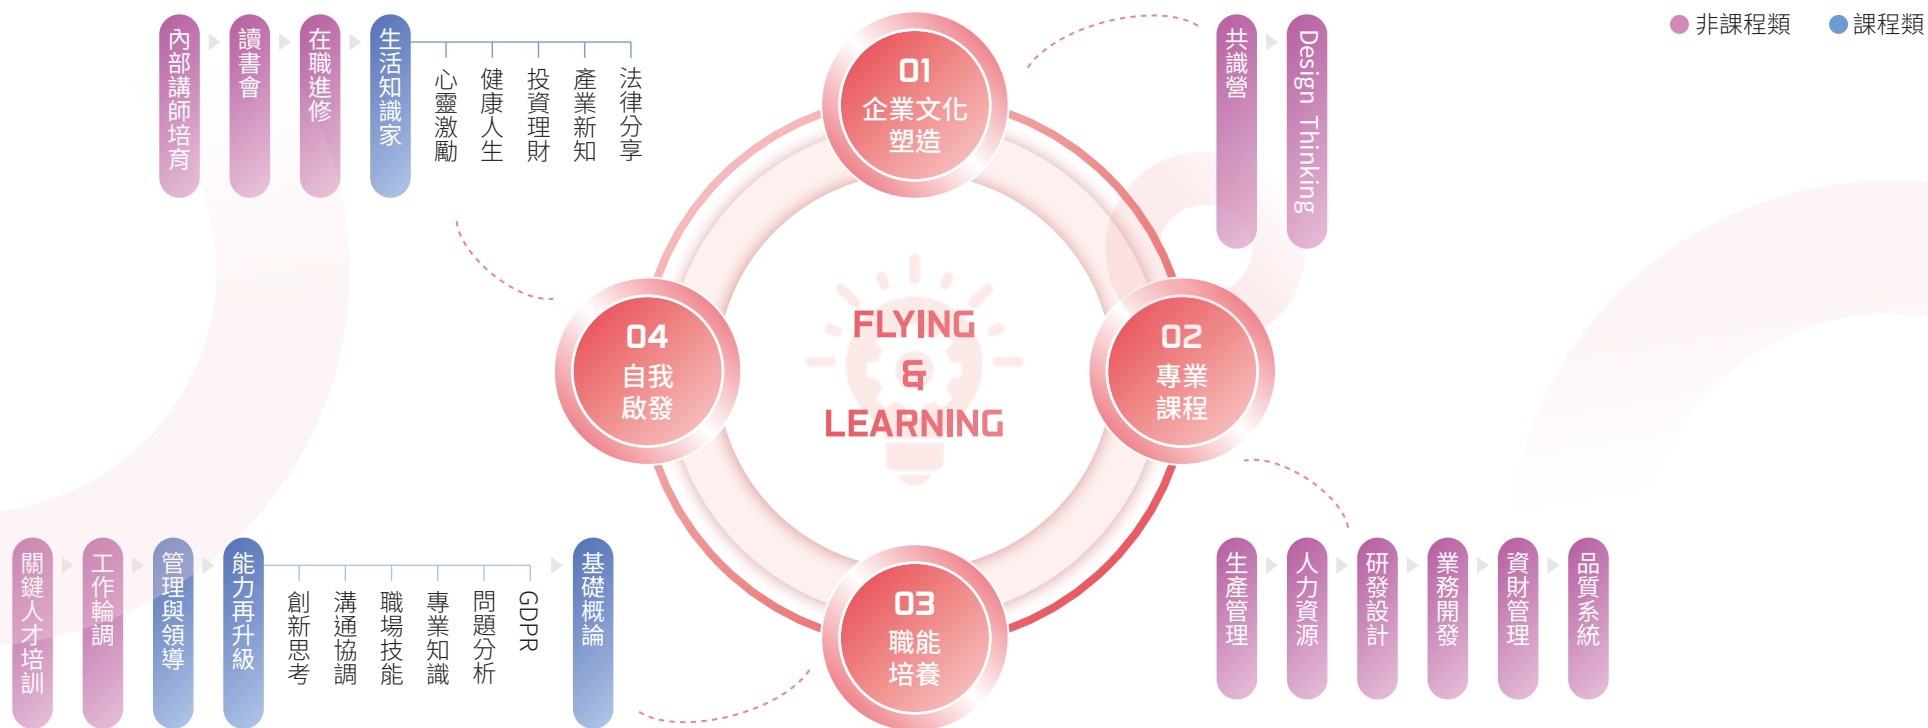 非課程類
課程類
內部講師培育
讀書會
在職進修
生活知識家
心靈激勵
健康人生
投資理財
產業新知
法律分享
01
企業文化
塑造
共識營
Design Thinking
04
自我
啟發
FLYING
&
LEARNING
02
專業
課程
03
職能
培養
關鍵人才培訓
工作輪調
管理與領導
能力再升級
創新思考
溝通協調
職場技能
專業知識
問題分析
GDPR
基礎概論
生產管理
人力資源
研發設計
業務開發
資財管理
品質系統